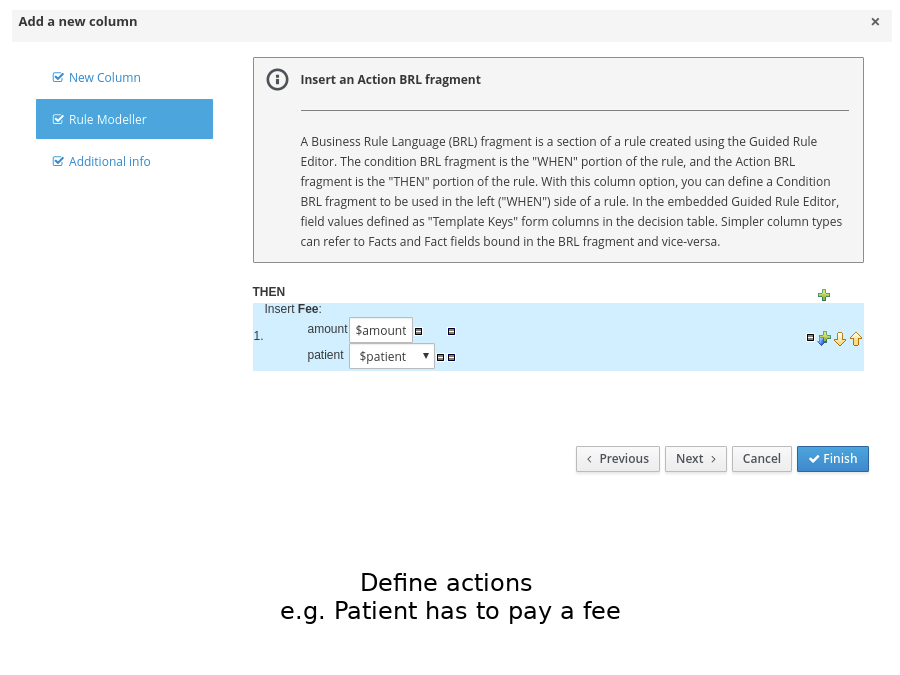 Add a new column ×
New Column
Rule Modeller
Additional info
Insert an Action BRL fragment
A Business Rule Language (BRL) fragment is a section of a rule created using the Guided Rule
Editor. The condition BRL fragment is the "WHEN" portion of the rule, and the Action BRL
fragment is the "THEN" portion of the rule. With this column option, you can define a Condition
BRL fragment to be used in the left ("WHEN") side of a rule. In the embedded Guided Rule Editor,
field values defined as "Template Keys" form columns in the decision table. Simpler column types
can refer to Facts and Fact fields bound in the BRL fragment and vice-versa.
THEN
Insert Fee:
1.
amount $amount
patient $patient
Previous Next Cancel Finish
Define actions
e.g. Patient has to pay a fee